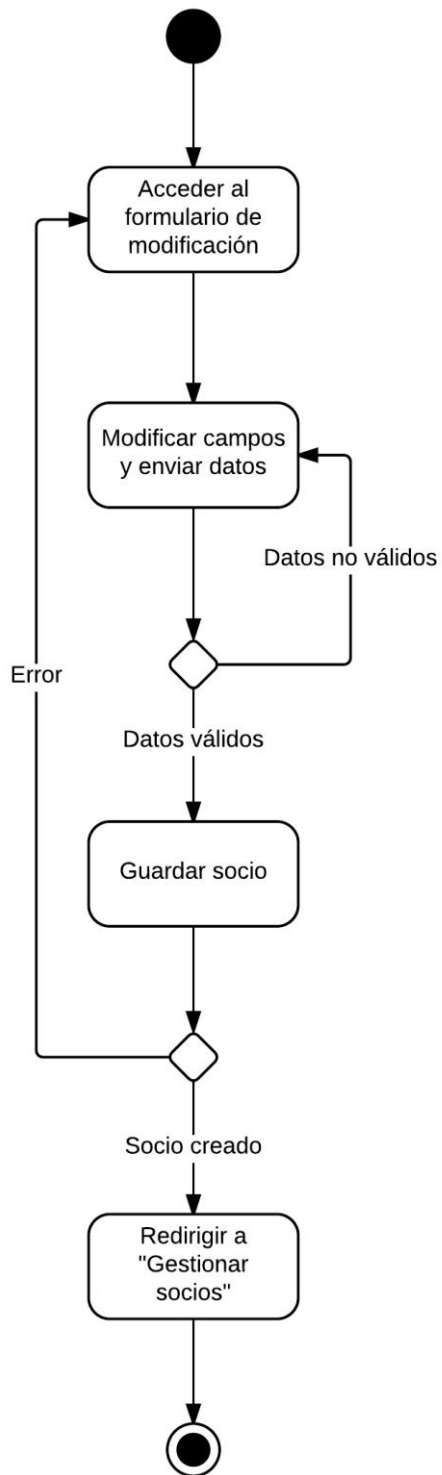 Acceder al
formulario de
modificación
Modificar campos
y enviar datos
Datos no válidos
Error
Datos válidos
Guardar socio
Socio creado
Redirigir a
"Gestionar
socios"